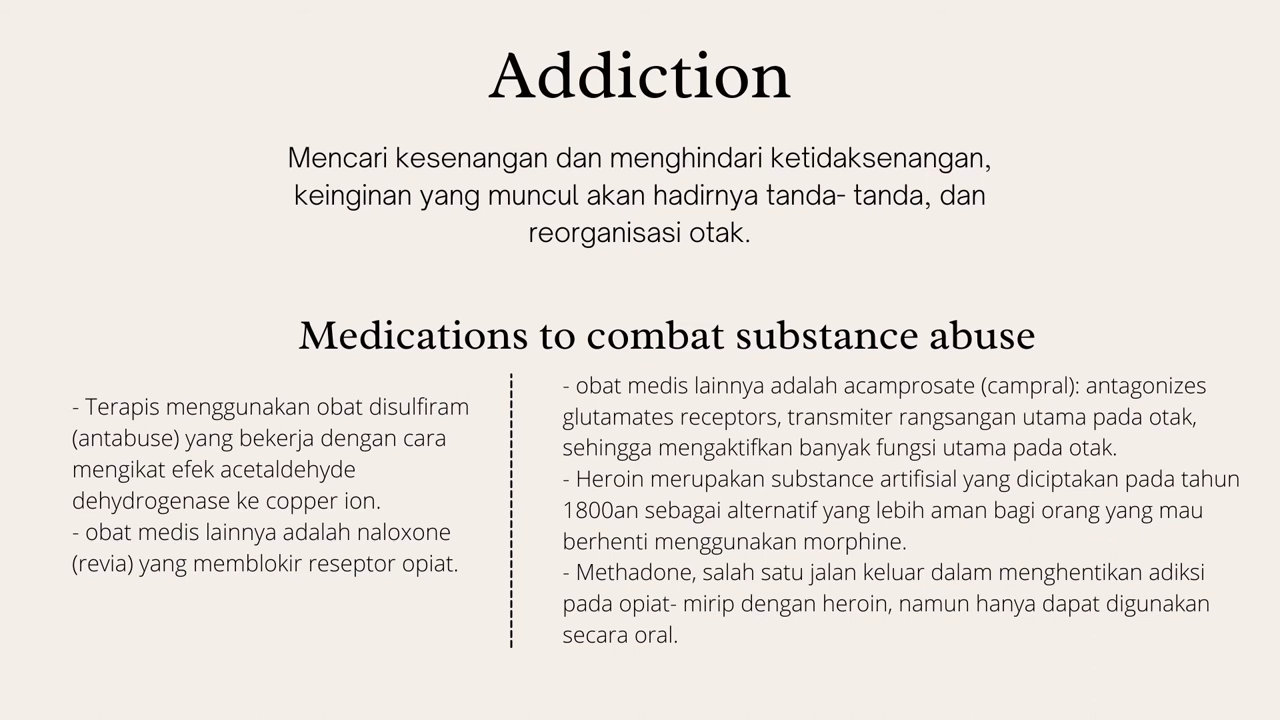 Addiction
Mencari kesenangan dan menghindari ketidaksenangan,
keinginan yang muncul akan hadirnya tanda- tanda, dan
reorganisasi otak.
Medications to combat substance abuse
- Terapis menggunakan obat disulfiram
(antabuse) yang bekerja dengan cara
mengikat efek acetaldehyde
dehydrogenase ke copper ion.
- obat medis lainnya adalah naloxone
(revia) yang memblokir reseptor opiat.
- obat medis lainnya adalah acamprosate (campral): antagonizes
glutamates receptors, transmiter rangsangan utama pada otak,
sehingga mengaktifkan banyak fungsi utama pada otak.
- Heroin merupakan substance artifisial yang diciptakan pada tahun
1800an sebagai alternatif yang lebih aman bagi orang yang mau
berhenti menggunakan morphine.
- Methadone, salah satu jalan keluar dalam menghentikan adiksi
pada opiat- mirip dengan heroin, namun hanya dapat digunakan
secara oral.